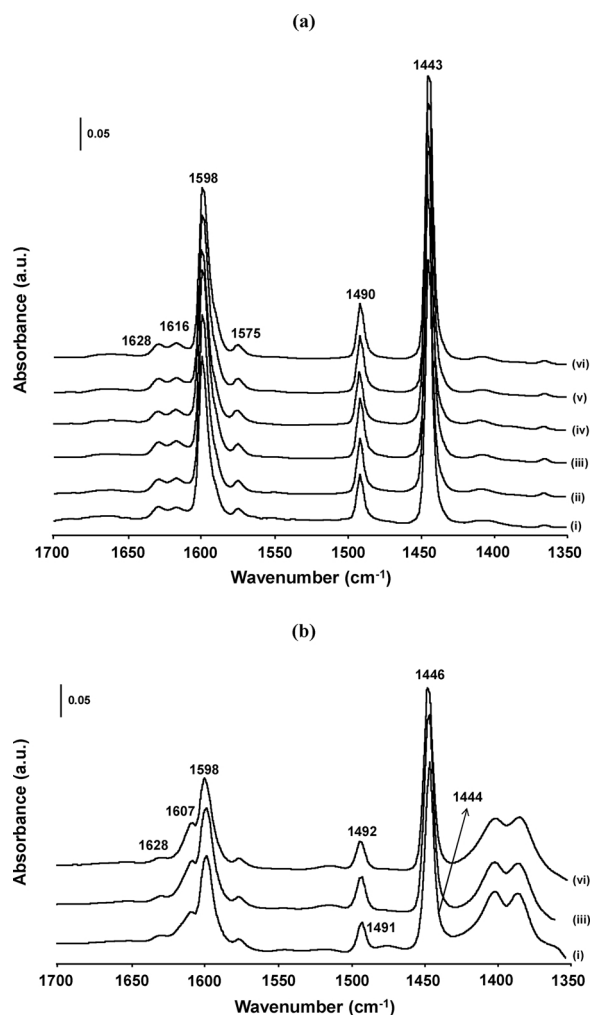 (a)
1443
0.05
1598
1490
1628
1616
1575
(vi)
(v)
(iv)
(iii)
(ii)
(i)
Absorbance (a.u.)
1700 1650 1600 1550 1500 1450 1400 1350
Wavenumber (cm-1)
(b)
1446
0.05
1598
1444
1607
1492
1628
1491
(vi)
(iii)
(i)
Absorbance (a.u.)
1700 1650 1600 1550 1500 1450 1400 1350
Wavenumber (cm-1)